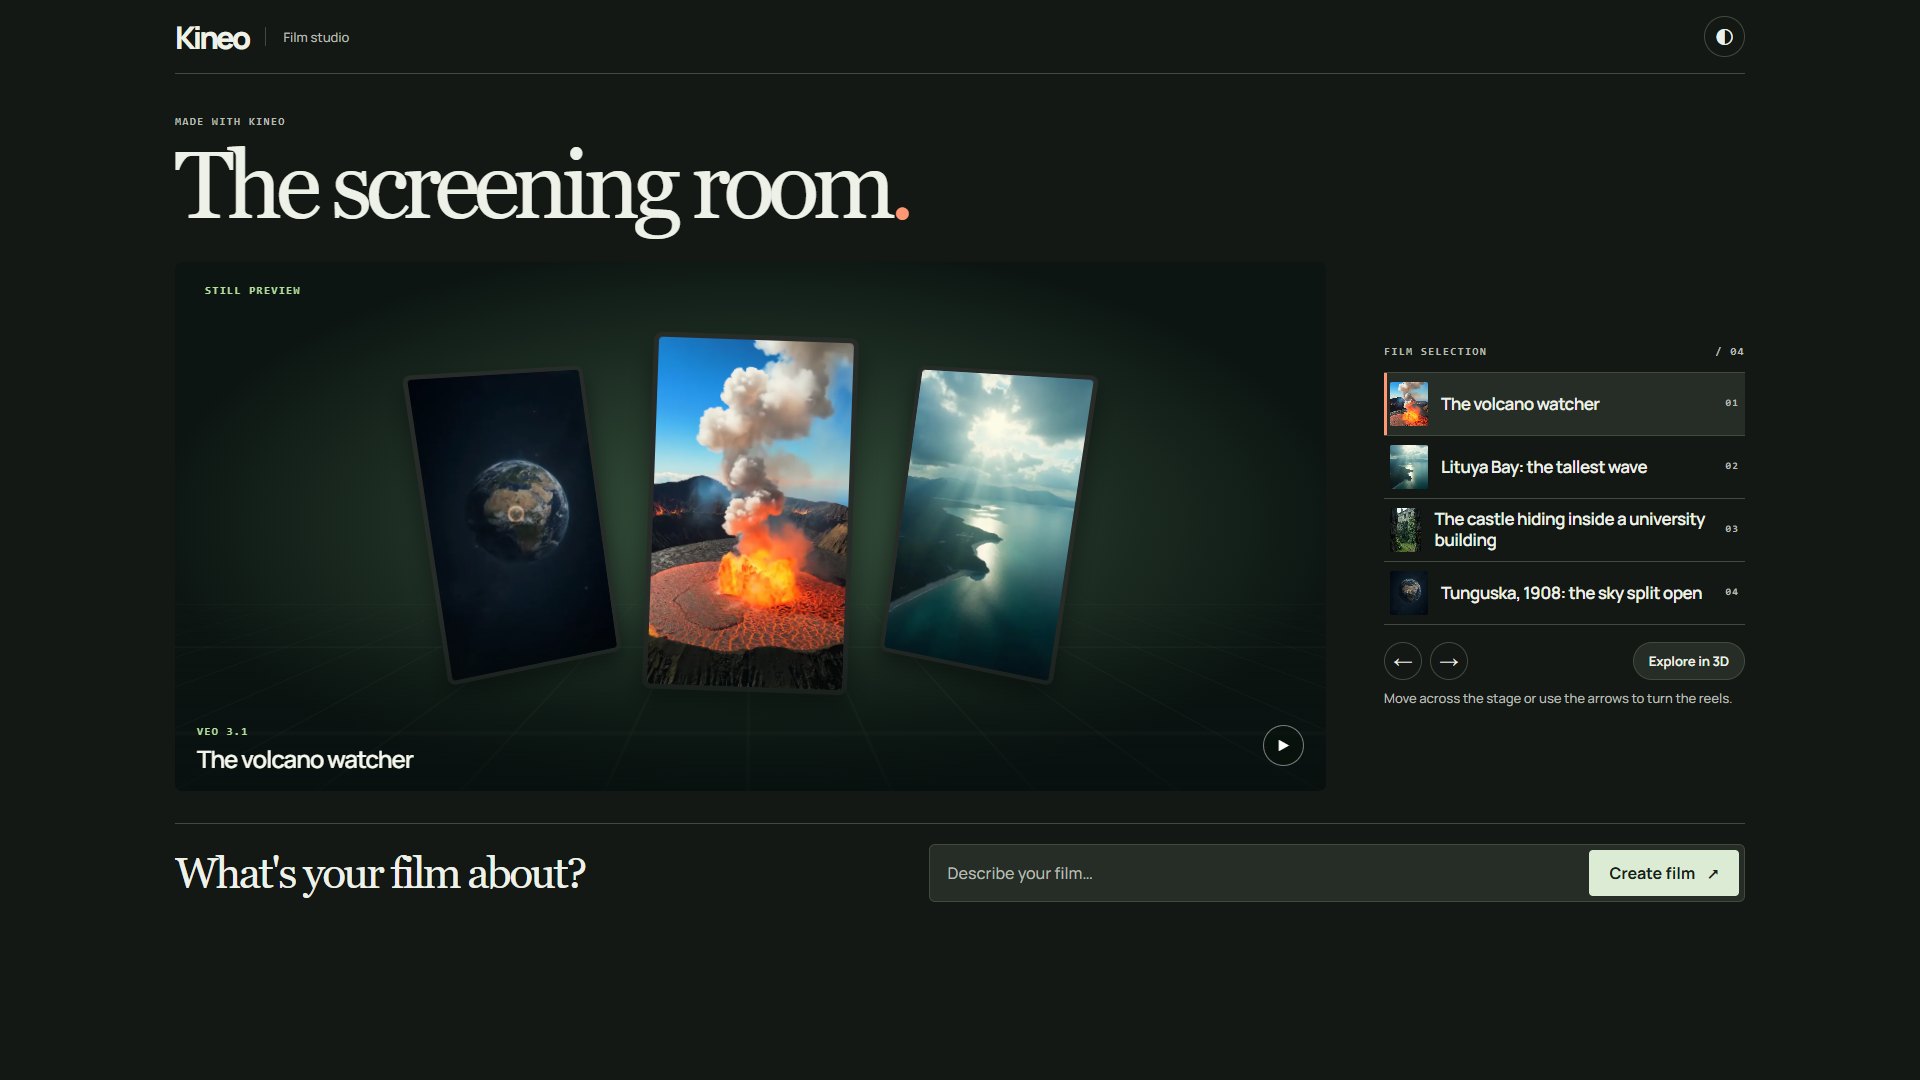 Kineo
Film studio
MADE WITH KINEO
The screening room.
STILL PREVIEW
VEO 3.1
The volcano watcher
FILM SELECTION
/ 04
The volcano watcher
01
Lituya Bay: the tallest wave
02
The castle hiding inside a university
building
03
Tunguska, 1908: the sky split open
04
← →
Explore in 3D
Move across the stage or use the arrows to turn the reels.
What's your film about?
Describe your film...
Create film ↗